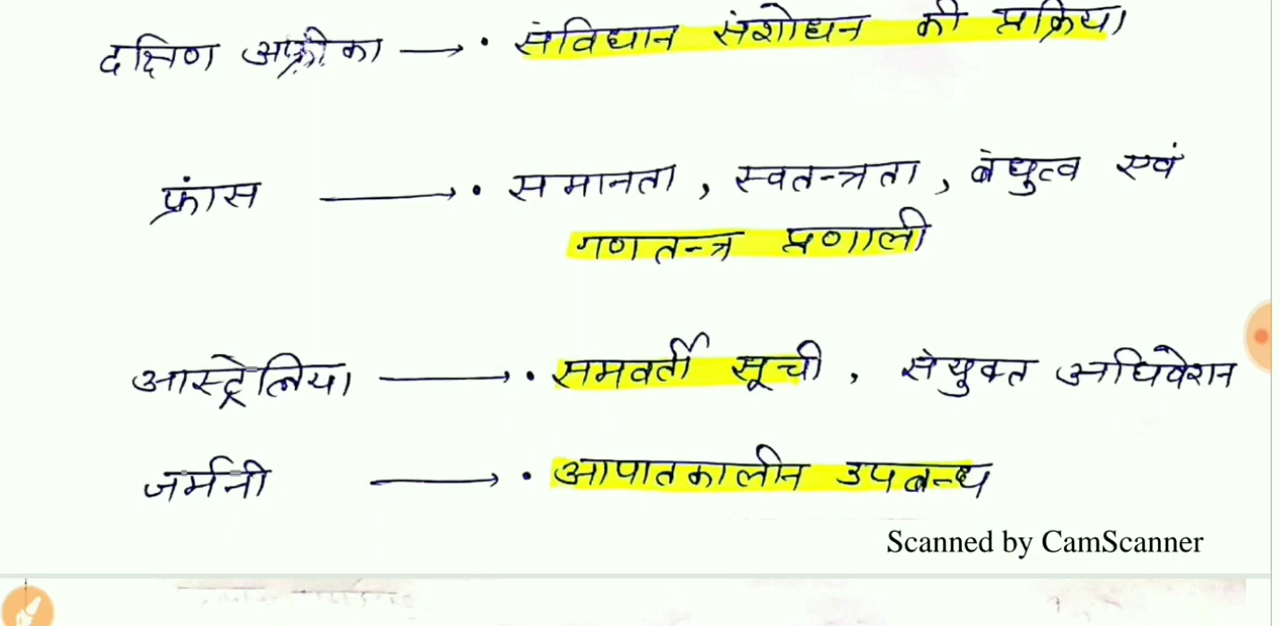 दक्षिण अफ्रीका → • संविधान संशोधन की प्रक्रिया
फ्रांस → • समानता, स्वतन्त्रता, बंधुत्व एवं
गणतन्त्र प्रणाली
आस्ट्रेलिया → • समवर्ती सूची, संयुक्त अधिवेशन
जर्मनी → • आपातकालीन उपबन्ध
Scanned by CamScanner